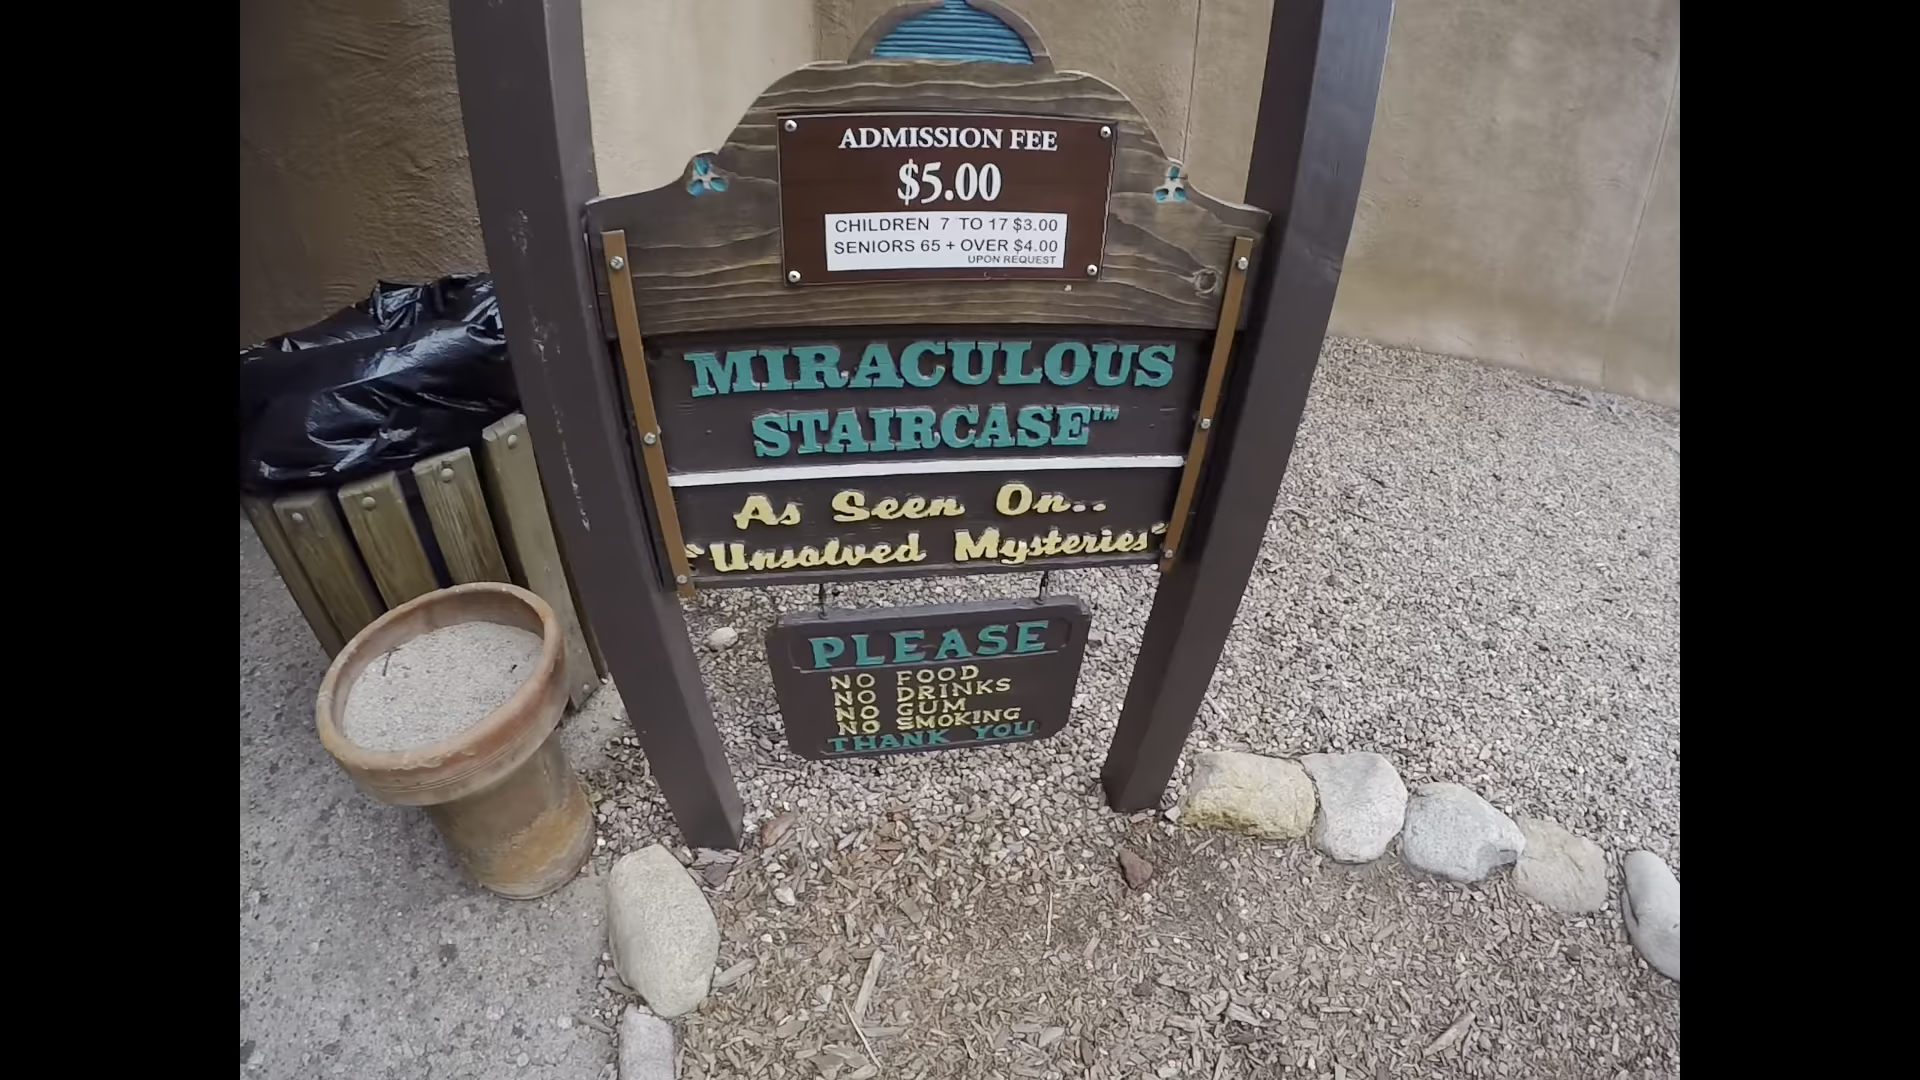 ADMISSION FEE
$5.00
CHILDREN 7 TO 17 $3.00
SENIORS 65 + OVER $4.00
UPON REQUEST
MIRACULOUS
STAIRCASE™
As Seen On..
"Unsolved Mysteries"
PLEASE
NO FOOD
NO DRINKS
NO GUM
NO SMOKING
THANK YOU